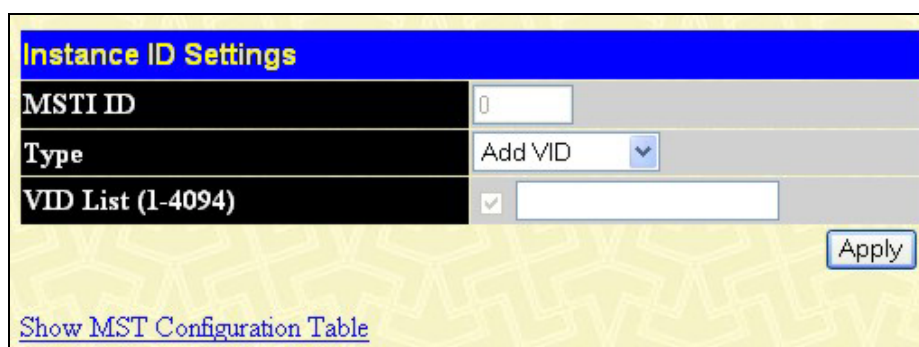 Instance ID Settings
MSTI ID 0
Type Add VID
VID List (1-4094)
Apply
Show MST Configuration Table